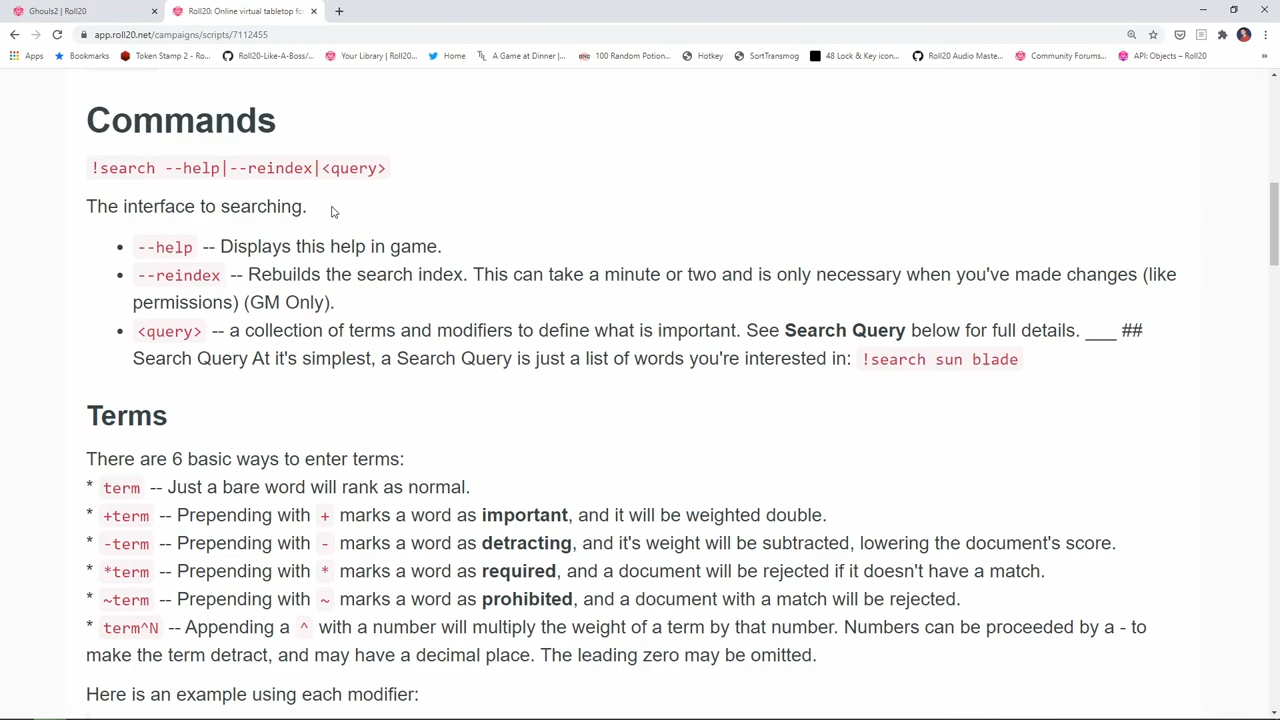 Ghouls2 | Roll20
Roll20: Online virtual tabletop fo
app.roll20.net/campaigns/scripts/7112455
Apps
Bookmarks
Token Stamp 2 - Ro...
Roll20-Like-A-Boss/...
Your Library | Roll20...
Home
A Game at Dinner |...
100 Random Potion...
Hotkey
SortTransmog
48 Lock & Key icon...
Roll20 Audio Maste...
Community Forums...
API: Objects – Roll20
»
Commands
!search --help|--reindex|<query>
The interface to searching.
• --help -- Displays this help in game.
• --reindex -- Rebuilds the search index. This can take a minute or two and is only necessary when you've made changes (like
permissions) (GM Only).
• <query> -- a collection of terms and modifiers to define what is important. See Search Query below for full details. ___ ##
Search Query At it's simplest, a Search Query is just a list of words you're interested in: !search sun blade
Terms
There are 6 basic ways to enter terms:
* term -- Just a bare word will rank as normal.
* +term -- Prepending with + marks a word as important, and it will be weighted double.
* -term -- Prepending with - marks a word as detracting, and it's weight will be subtracted, lowering the document's score.
* *term -- Prepending with * marks a word as required, and a document will be rejected if it doesn't have a match.
* ~term -- Prepending with ~ marks a word as prohibited, and a document with a match will be rejected.
* term^N -- Appending a ^ with a number will multiply the weight of a term by that number. Numbers can be proceeded by a - to
make the term detract, and may have a decimal place. The leading zero may be omitted.
Here is an example using each modifier: